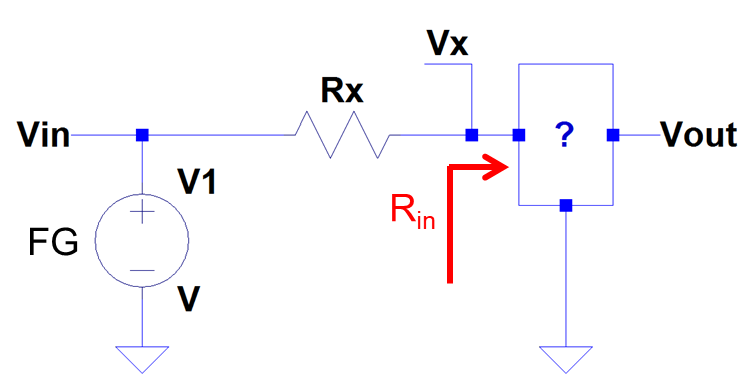 Vx
Rx
Vin
?
Vout
V1
Rin
FG
+
−
V